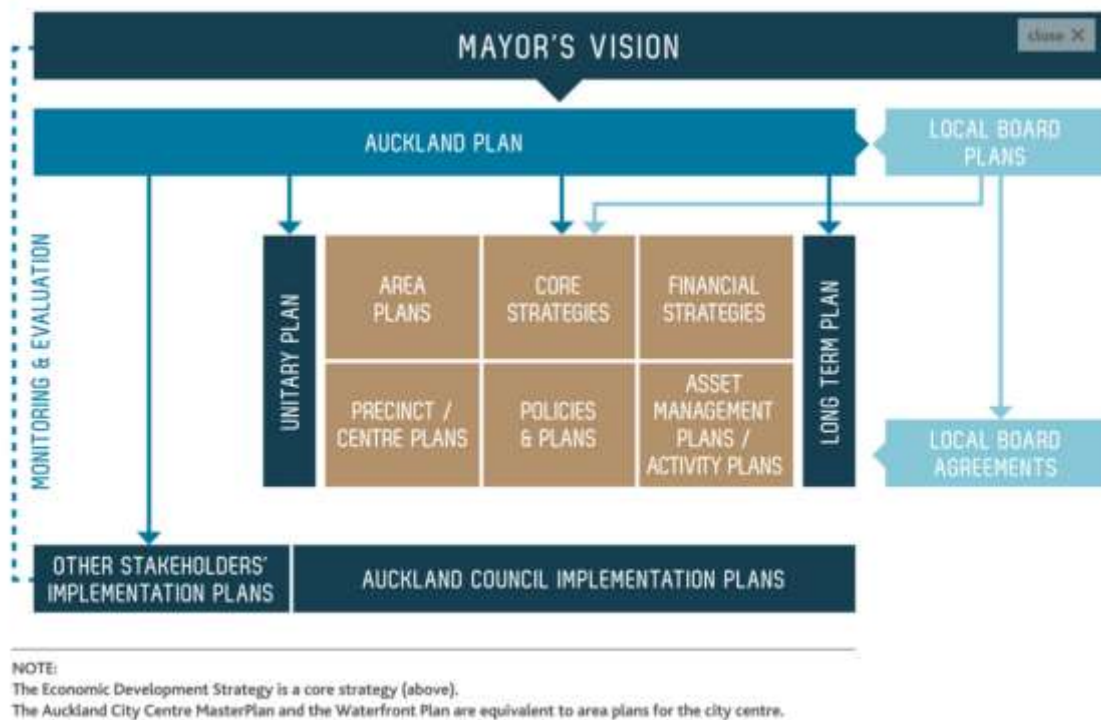 MAYOR'S VISION
close X
AUCKLAND PLAN
LOCAL BOARD
PLANS
MONITORING & EVALUATION
UNITARY PLAN
AREA
PLANS
CORE
STRATEGIES
FINANCIAL
STRATEGIES
LONG TERM PLAN
PRECINCT /
CENTRE PLANS
POLICIES
& PLANS
ASSET
MANAGEMENT
PLANS /
ACTIVITY PLANS
LOCAL BOARD
AGREEMENTS
OTHER STAKEHOLDERS'
IMPLEMENTATION PLANS
AUCKLAND COUNCIL IMPLEMENTATION PLANS
NOTE:
The Economic Development Strategy is a core strategy (above).
The Auckland City Centre MasterPlan and the Waterfront Plan are equivalent to area plans for the city centre.